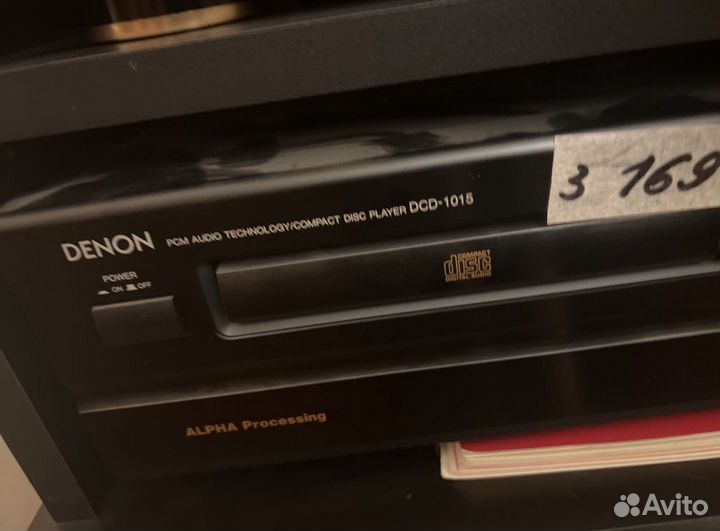 3 169
DENON PCM AUDIO TECHNOLOGY/COMPACT DISC PLAYER DCD-1015
POWER
ON OFF
COMPACT
disc
DIGITAL AUDIO
ALPHA Processing
Avito